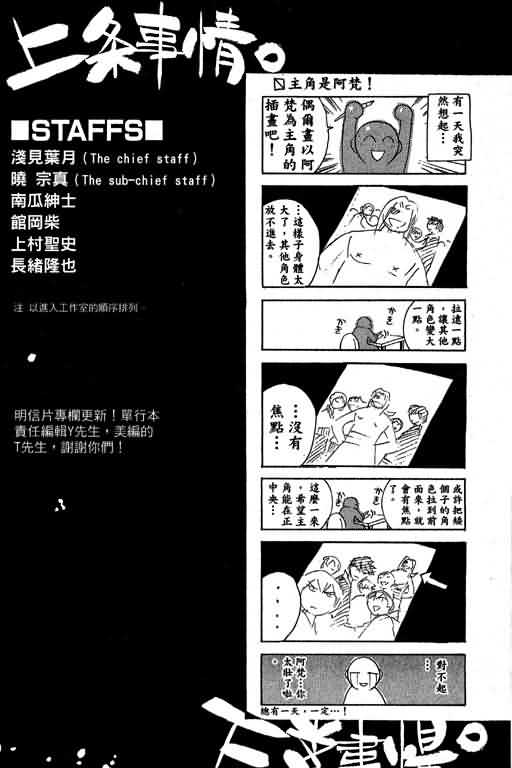 上条事情。
■STAFFS■
淺見葉月(The chief staff)
曉 宗真(The sub-chief staff)
南瓜紳士
館岡柴
上村聖史
長緒隆也
注 以進入工作室的順序排列。
明信片專欄更新！單行本
責任編輯Y先生，美編的
T先生，謝謝你們！
主角是阿梵！
有一天我突
然想起…
偶爾畫以阿
梵為主角的
插畫吧！
…這樣子身體太
大了，其他角色
放不進去。
拉遠一點
，讓其他
角色變大
一點。
かき
かき
…沒有
焦點…
或許把矮
個子的角
色拉到前
面來，就
會有焦點
了。
かき
かき
這麼一來
，希望主
角能在正
中央…
．．．．
對不起
…
阿梵…你
太壯了啦
。
總有一天，一定…！